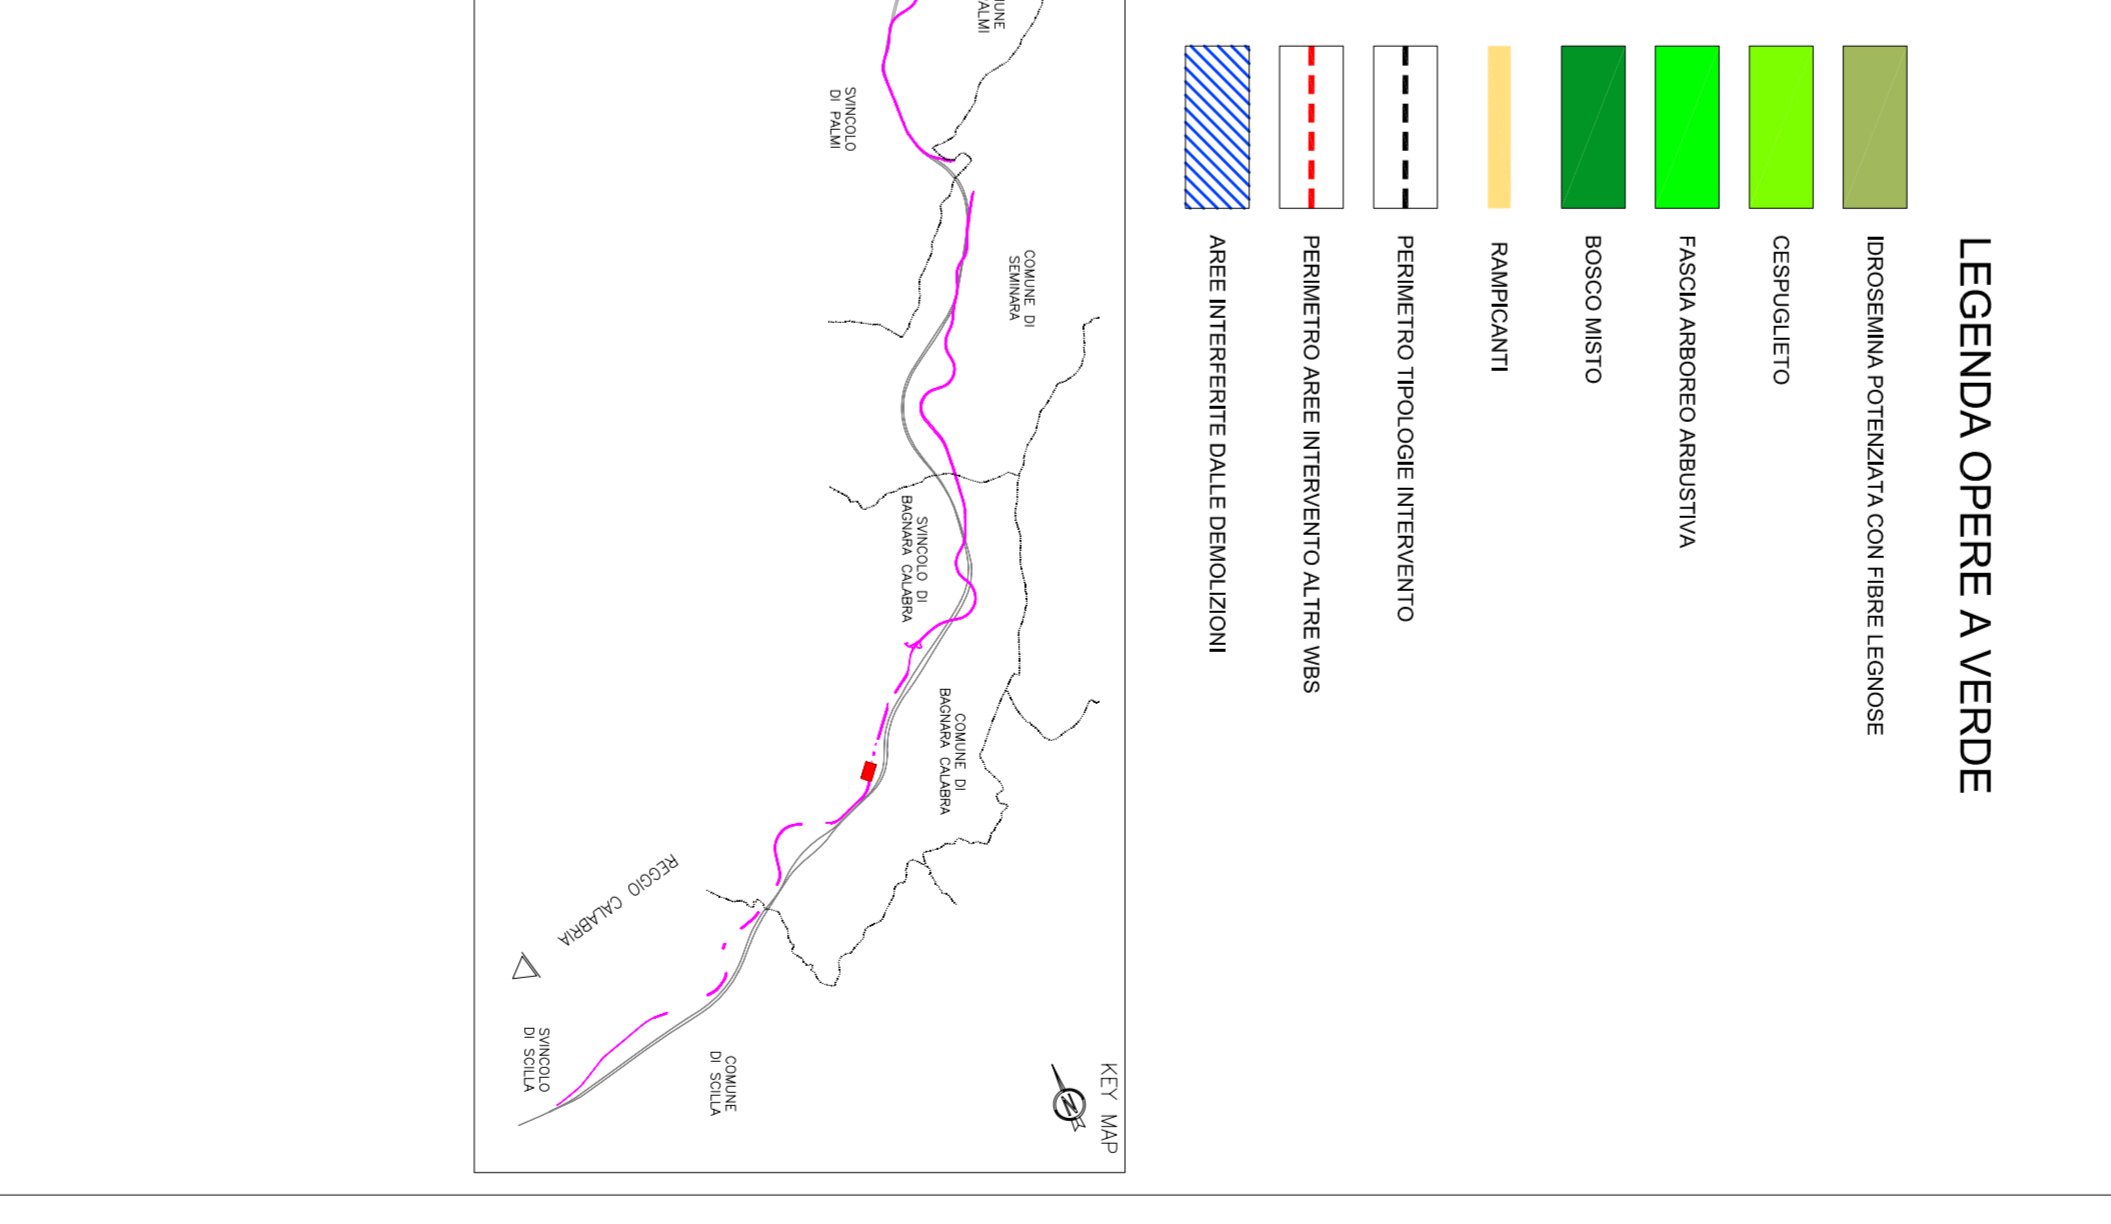 LEGENDA OPERE A VERDE
IDROSEMINA POTENZIATA CON FIBRE LEGNOSE
CESPUGLIETO
FASCIA ARBOREO ARBUSTIVA
BOSCO MISTO
RAMPICANTI
PERIMETRO TIPOLOGIE INTERVENTO
PERIMETRO AREE INTERVENTO ALTRE WBS
AREE INTERFERITE DALLE DEMOLIZIONI
KEY MAP
N
SVINCOLO
DI PALMI
COMUNE DI
SEMINARA
SVINCOLO DI
BAGNARA CALABRA
COMUNE DI
BAGNARA CALABRA
REGGIO CALABRIA
SVINCOLO
DI SCILLA
COMUNE
DI SCILLA